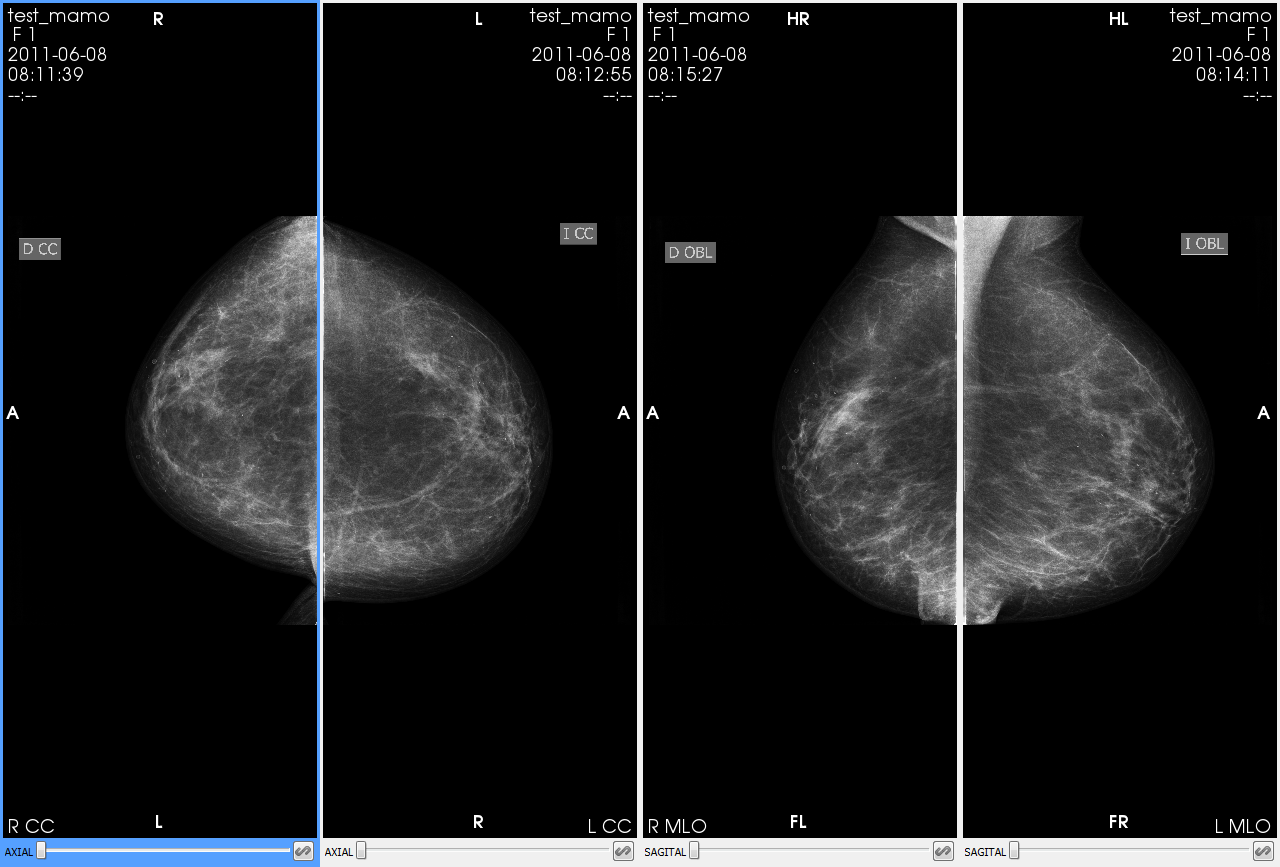 test_mamo
F 1
2011-06-08
08:11:39
--:--
R
D CC
A
R CC
L
AXIAL
L
test_mamo
F 1
2011-06-08
08:12:55
--:--
I CC
A
R
L CC
AXIAL
test_mamo
F 1
2011-06-08
08:15:27
--:--
HR
D OBL
A
R MLO
FL
SAGITAL
HL
test_mamo
F 1
2011-06-08
08:14:11
--:--
I OBL
A
FR
L MLO
SAGITAL